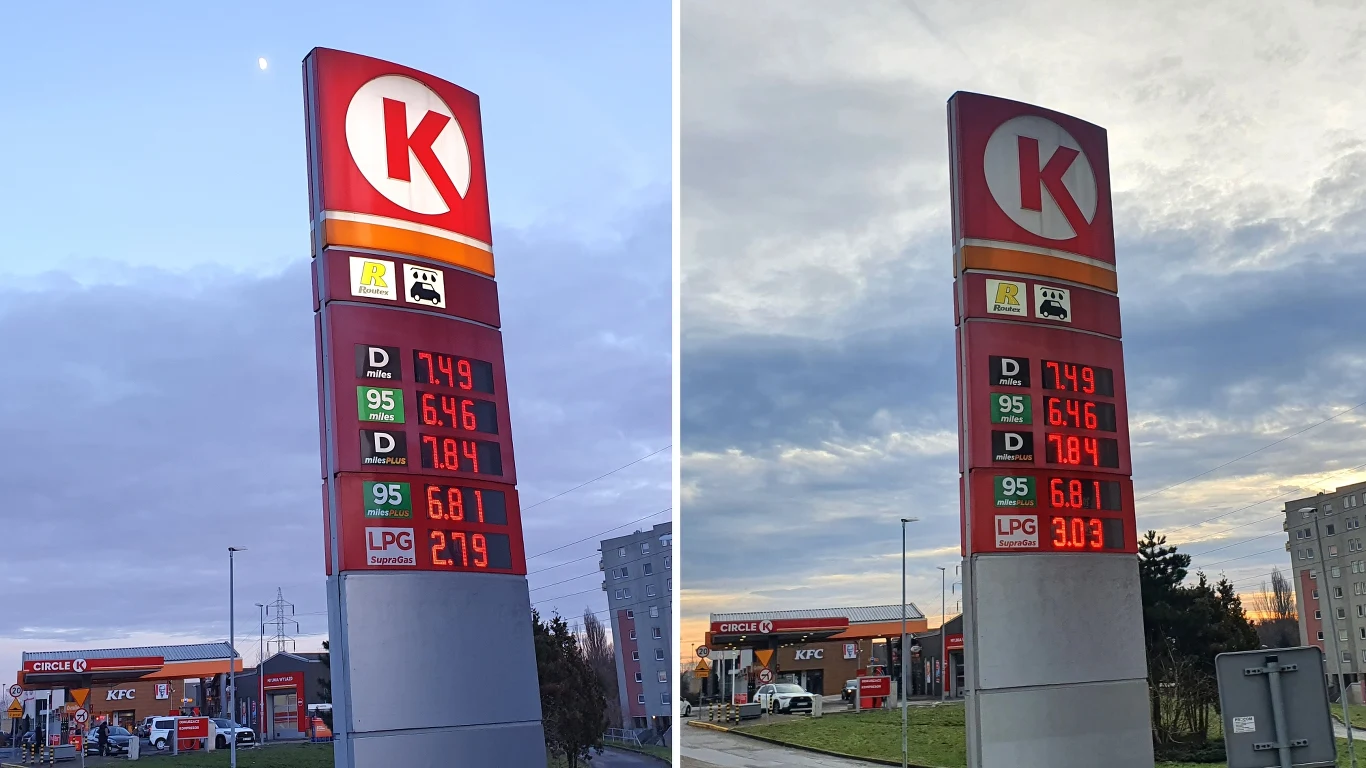 K
R
Routex
D
miles
7.49
95
miles
6.46
D
milesPLUS
7.84
95
milesPLUS
6.81
LPG
SupraGas
2.79
CIRCLE K
KFC
20
K
R
Routex
D
miles
7.49
95
miles
6.46
D
milesPLUS
7.84
95
milesPLUS
6.81
LPG
SupraGas
3.03
CIRCLE K
KFC
20